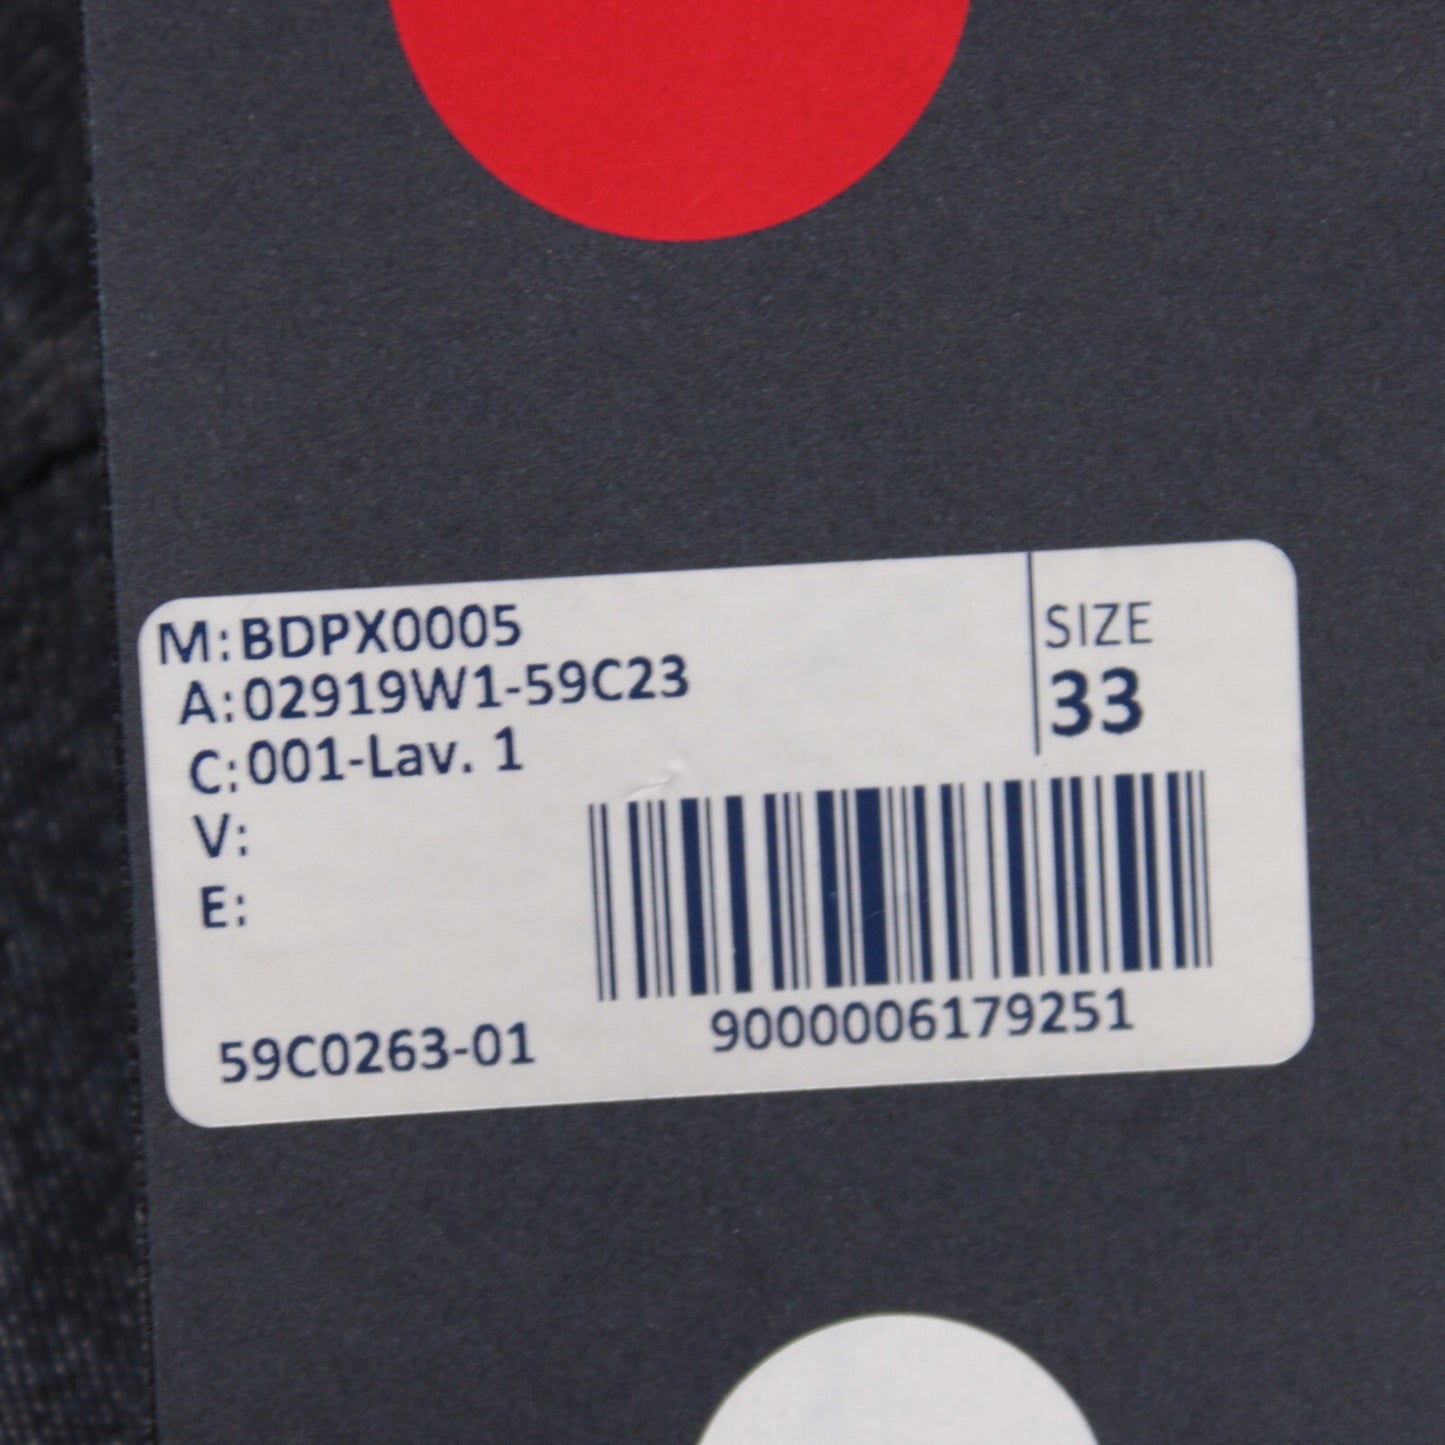 M: BDPX0005
A: 02919W1-59C23
C: 001-Lav. 1
V:
E:
SIZE
33
59C0263-01
9000006179251